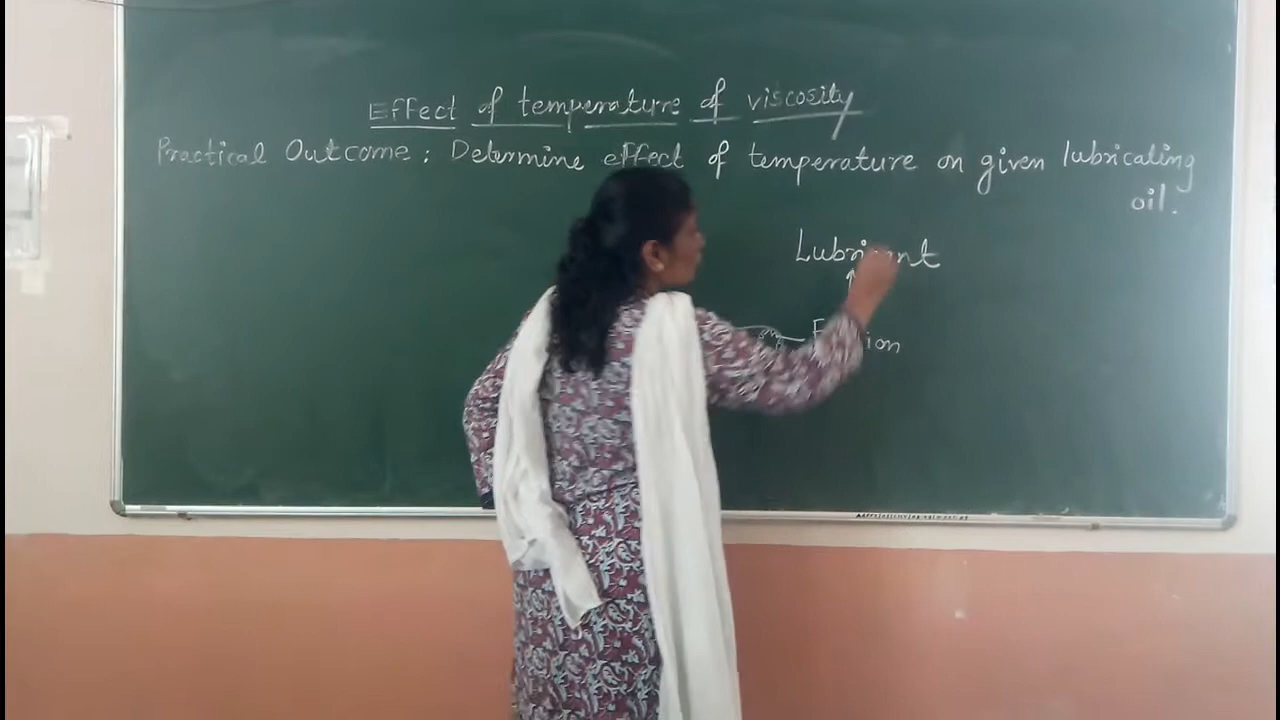 Effect of temperature of viscosity
Practical Outcome : Determine effect of temperature on given lubricating
oil.